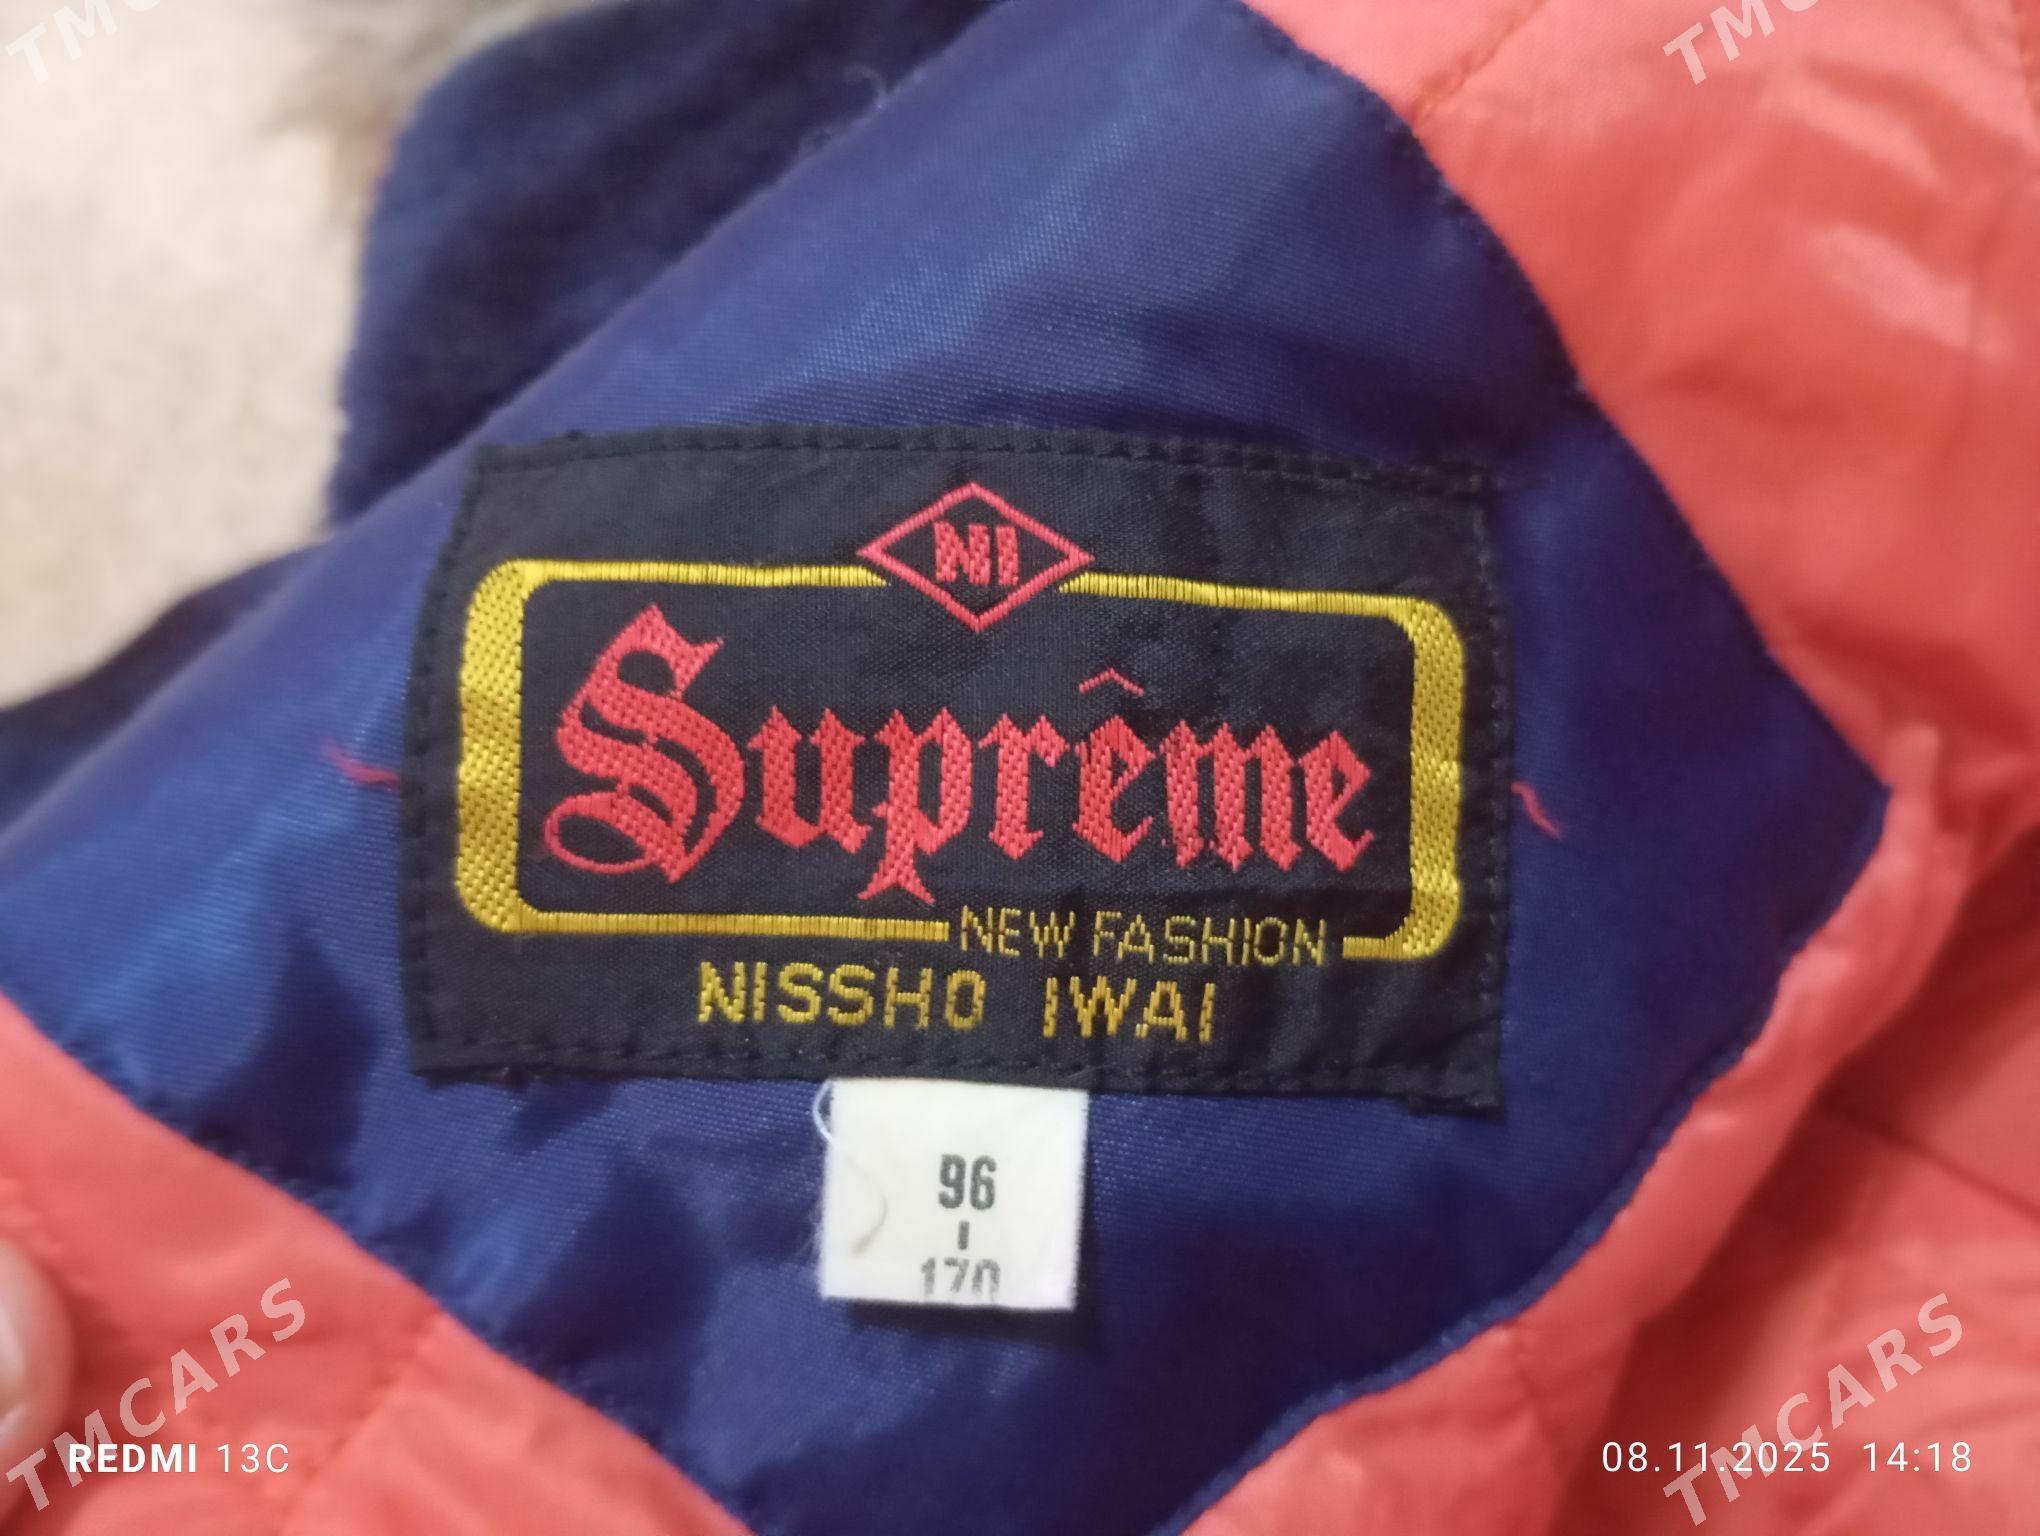 TMCARS
NI
Suprême
NEW FASHION
NISSHO IWAI
96
-
170
TMCARS
TMCARS
REDMI 13C
08.11.2025 14:18